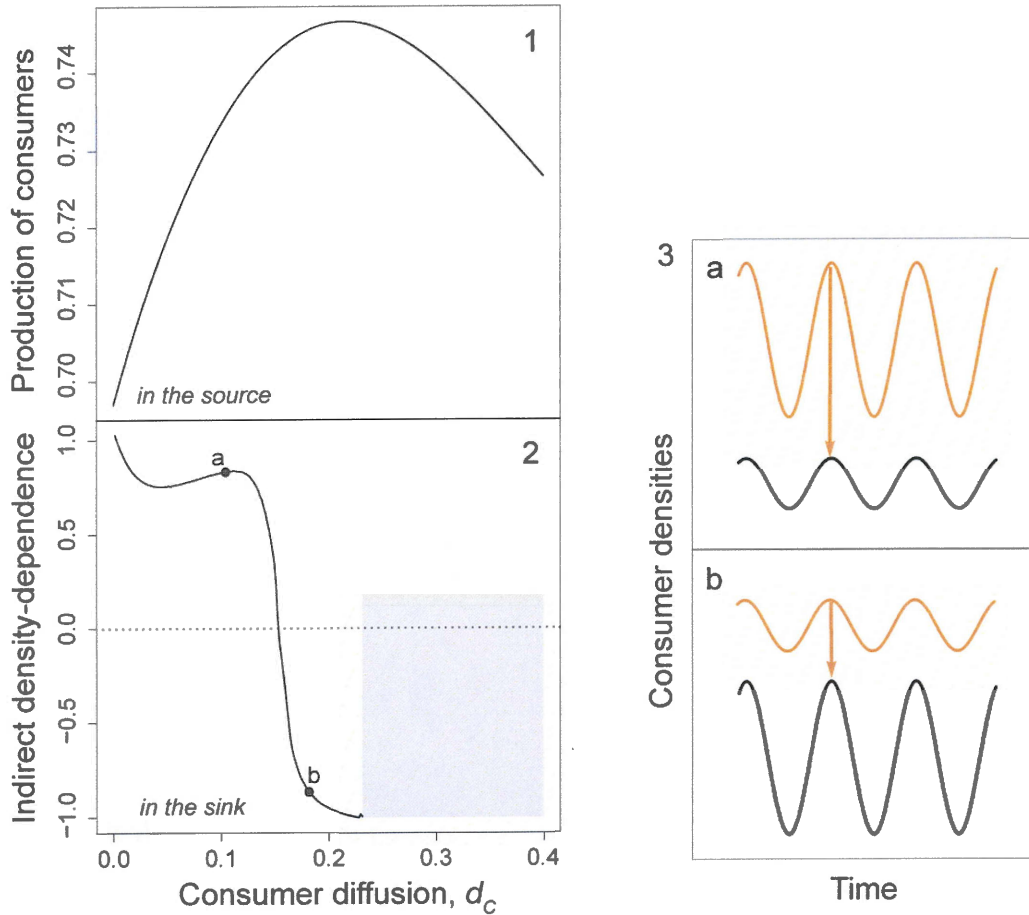 Production of consumers
0.74
0.73
0.72
0.71
0.70
1
in the source
Indirect density-dependence
1.0
0.5
0.0
−0.5
−1.0
2
a
b
in the sink
0.0 0.1 0.2 0.3 0.4
Consumer diffusion, dC
3
a
b
Consumer densities
Time